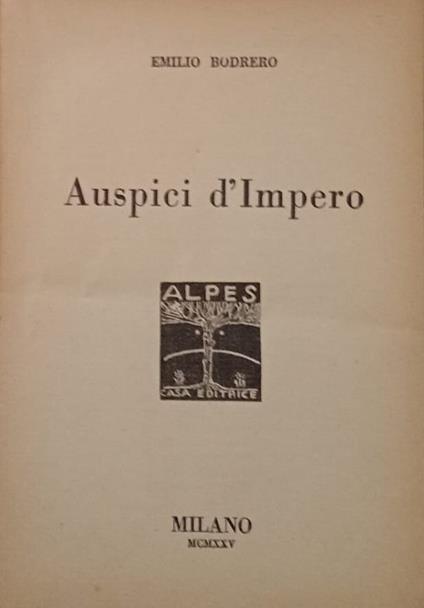 EMILIO BODRERO
Auspici d'Impero
ALPES
CASA EDITRICE
MILANO
MCMXXV